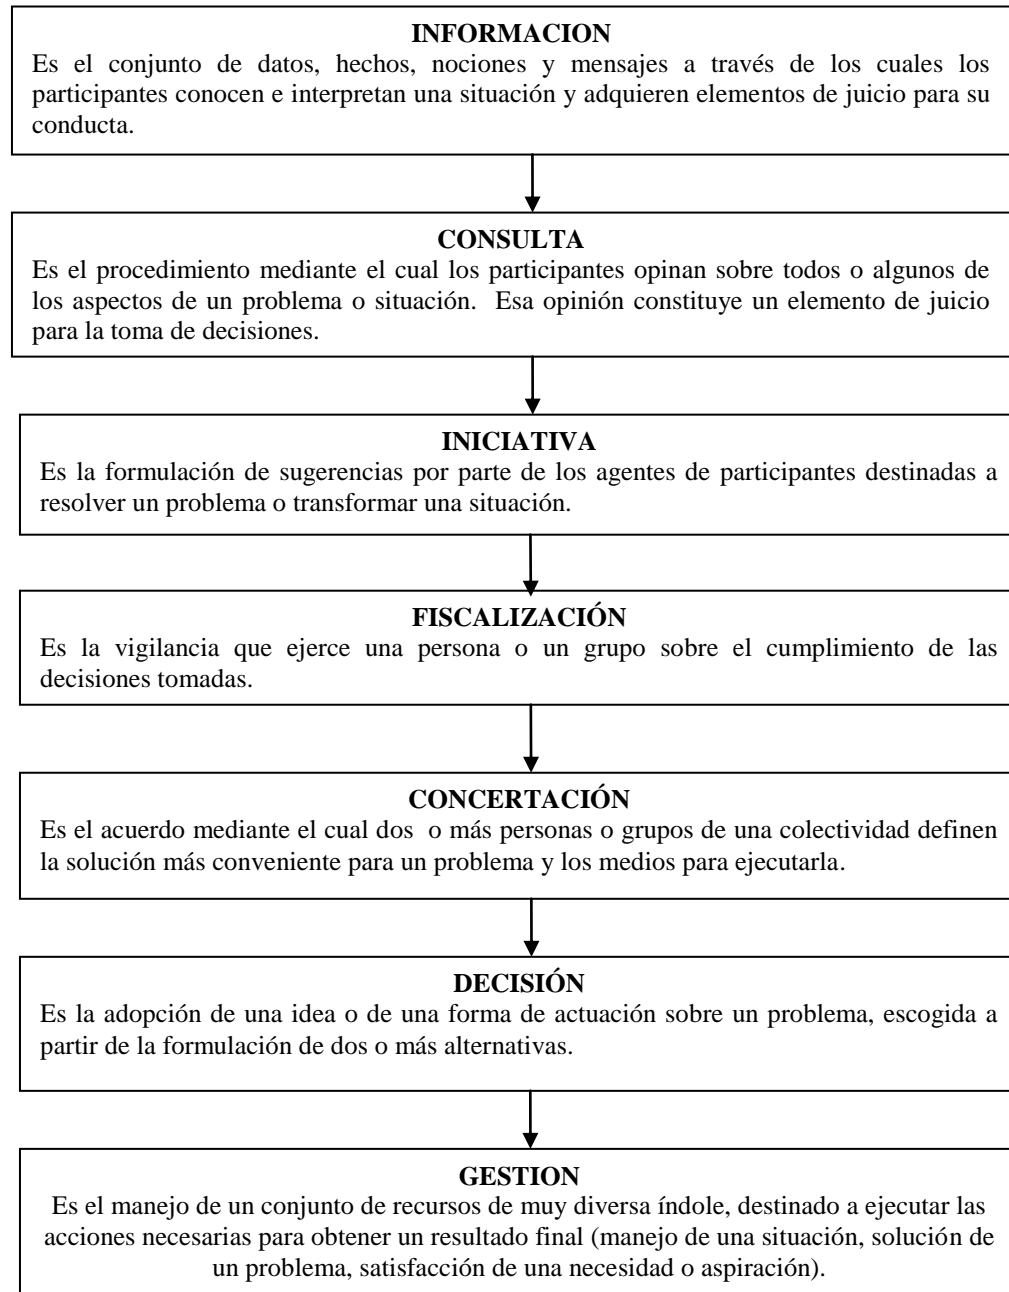 INFORMACION
Es el conjunto de datos, hechos, nociones y mensajes a través de los cuales los
participantes conocen e interpretan una situación y adquieren elementos de juicio para su
conducta.
CONSULTA
Es el procedimiento mediante el cual los participantes opinan sobre todos o algunos de
los aspectos de un problema o situación. Esa opinión constituye un elemento de juicio
para la toma de decisiones.
INICIATIVA
Es la formulación de sugerencias por parte de los agentes de participantes destinadas a
resolver un problema o transformar una situación.
FISCALIZACIÓN
Es la vigilancia que ejerce una persona o un grupo sobre el cumplimiento de las
decisiones tomadas.
CONCERTACIÓN
Es el acuerdo mediante el cual dos o más personas o grupos de una colectividad definen
la solución más conveniente para un problema y los medios para ejecutarla.
DECISIÓN
Es la adopción de una idea o de una forma de actuación sobre un problema, escogida a
partir de la formulación de dos o más alternativas.
GESTION
Es el manejo de un conjunto de recursos de muy diversa índole, destinado a ejecutar las
acciones necesarias para obtener un resultado final (manejo de una situación, solución de
un problema, satisfacción de una necesidad o aspiración).